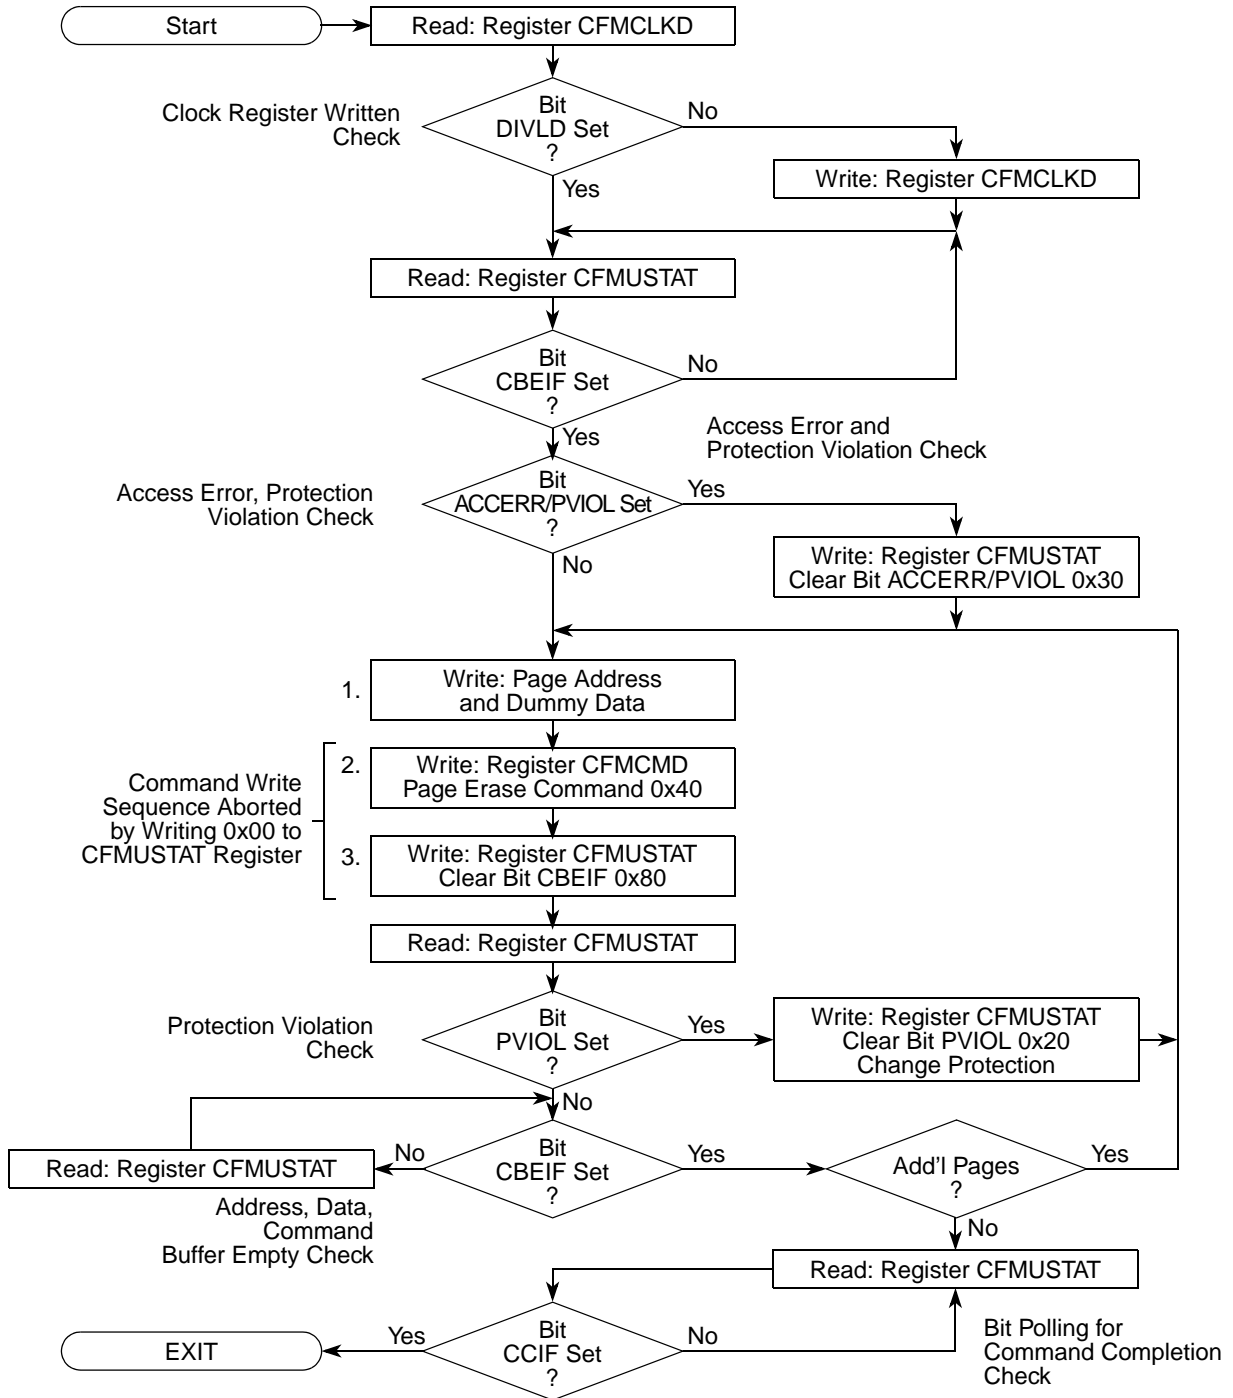 Start
Read: Register CFMCLKD
Clock Register Written
Check
Bit
DIVLD Set
?
No
Write: Register CFMCLKD
Yes
Read: Register CFMUSTAT
Bit
CBEIF Set
?
No
Yes
Access Error and
Protection Violation Check
Access Error, Protection
Violation Check
Bit
ACCERR/PVIOL Set
?
Yes
Write: Register CFMUSTAT
Clear Bit ACCERR/PVIOL 0x30
No
1.
Write: Page Address
and Dummy Data
Command Write
Sequence Aborted
by Writing 0x00 to
CFMUSTAT Register
2.
Write: Register CFMCMD
Page Erase Command 0x40
3.
Write: Register CFMUSTAT
Clear Bit CBEIF 0x80
Read: Register CFMUSTAT
Protection Violation
Check
Bit
PVIOL Set
?
Yes
Write: Register CFMUSTAT
Clear Bit PVIOL 0x20
Change Protection
No
Read: Register CFMUSTAT
No
Bit
CBEIF Set
?
Yes
Add'l Pages
?
Yes
Address, Data,
Command
Buffer Empty Check
No
Read: Register CFMUSTAT
EXIT
Yes
Bit
CCIF Set
?
No
Bit Polling for
Command Completion
Check